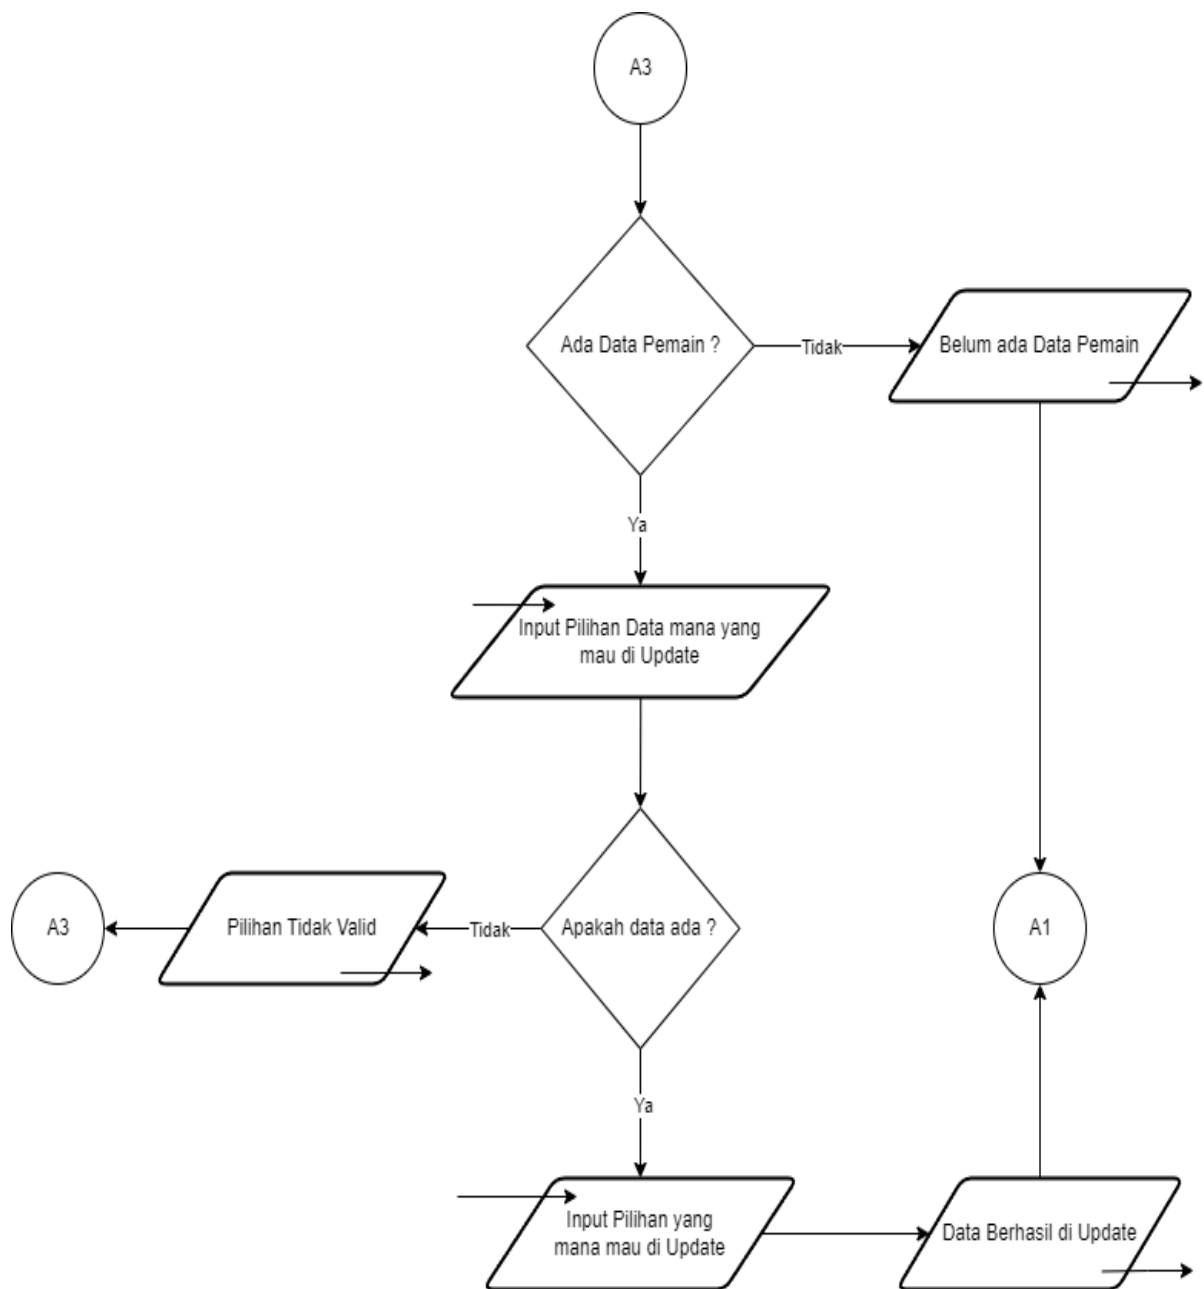 A3
Ada Data Pemain ?
Tidak
Belum ada Data Pemain
Ya
Input Pilihan Data mana yang
mau di Update
A3
Pilihan Tidak Valid
Tidak
Apakah data ada ?
A1
Ya
Input Pilihan yang
mana mau di Update
Data Berhasil di Update